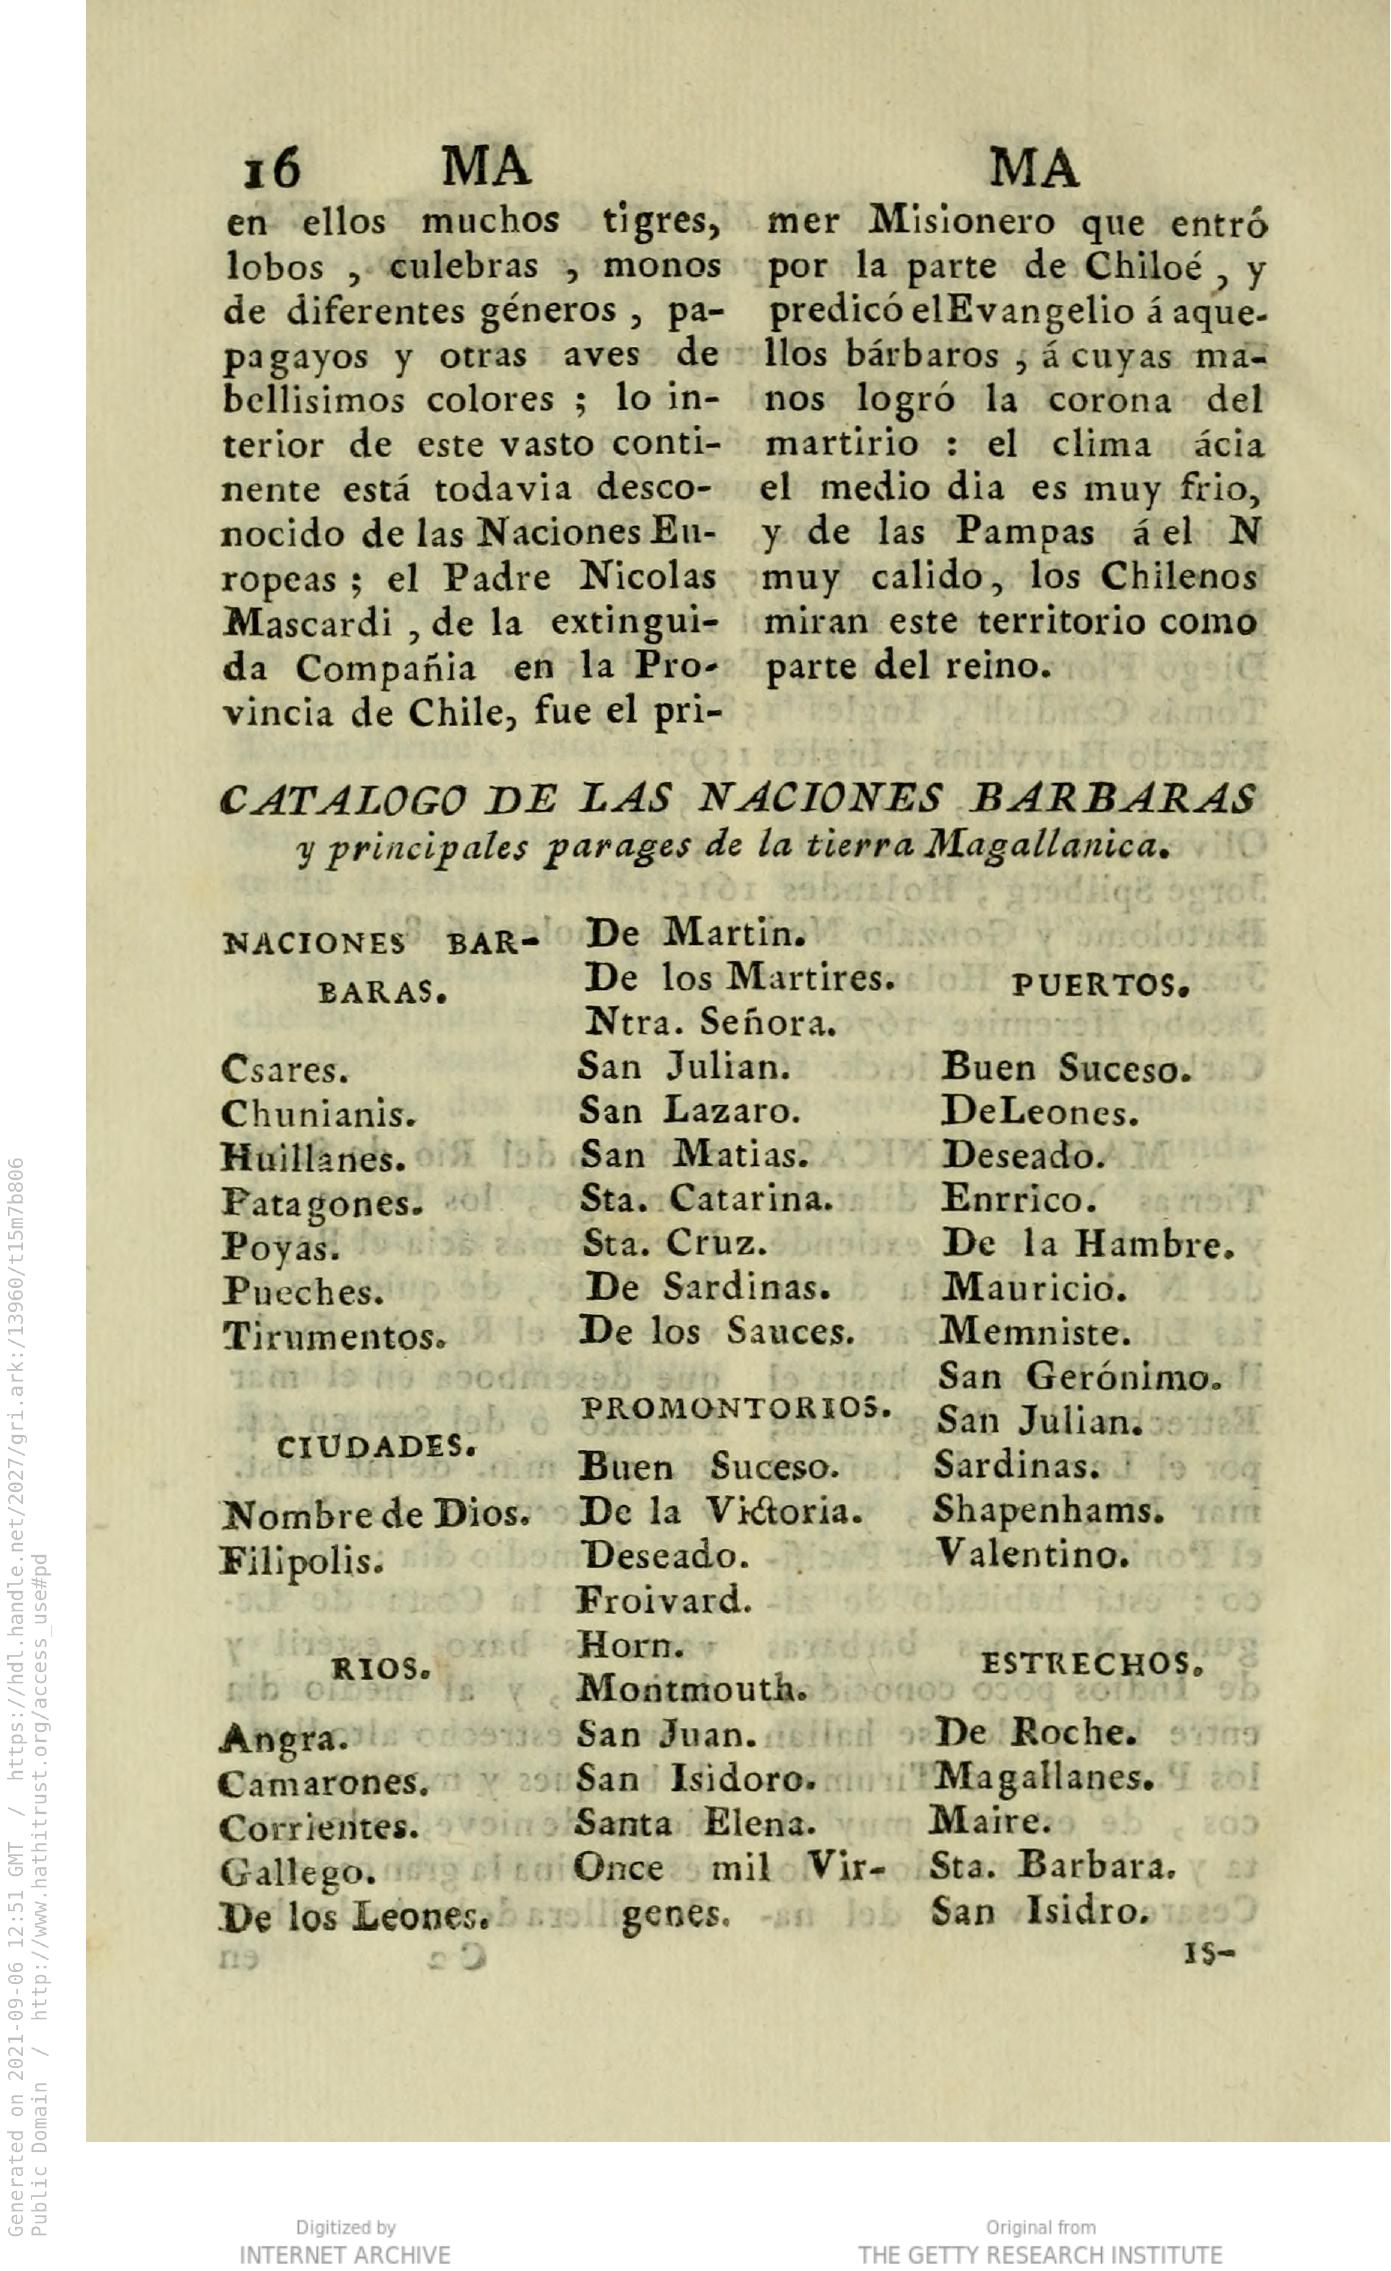 16 MA
MA
en ellos muchos tigres,
lobos , culebras , monos
de diferentes géneros , pa-
pagayos y otras aves de
bellisimos colores ; lo in-
terior de este vasto conti-
nente está todavia desco-
nocido de las Naciones Eu-
ropeas ; el Padre Nicolas
Mascardi , de la extingui-
da Compañia en la Pro-
vincia de Chile, fue el pri-
mer Misionero que entró
por la parte de Chiloé , y
predicó el Evangelio á aque-
llos bárbaros , á cuyas ma-
nos logró la corona del
martirio : el clima ácia
el medio dia es muy frio,
y de las Pampas á el N
muy calido, los Chilenos
miran este territorio como
parte del reino.
CATALOGO DE LAS NACIONES BARBARAS
y principales parages de la tierra Magallanica.
NACIONES BAR-
BARAS.
Csares.
Chunianis.
Huillanes.
Patagones.
Poyas.
Pueches.
Tirumentos.
CIUDADES.
Nombre de Dios.
Filipolis.
RIOS.
Angra.
Camarones.
Corrientes.
Gallego.
De los Leones.
De Martin.
De los Martires.
Ntra. Señora.
San Julian.
San Lazaro.
San Matias.
Sta. Catarina.
Sta. Cruz.
De Sardinas.
De los Sauces.
PROMONTORIOS.
Buen Suceso.
De la Victoria.
Deseado.
Froivard.
Horn.
Montmouth.
San Juan.
San Isidoro.
Santa Elena.
Once mil Vir-
genes.
PUERTOS.
Buen Suceso.
DeLeones.
Deseado.
Enrrico.
De la Hambre.
Mauricio.
Memniste.
San Gerónimo.
San Julian.
Sardinas.
Shapenhams.
Valentino.
ESTRECHOS.
De Roche.
Magallanes.
Maire.
Sta. Barbara.
San Isidro.
IS-
Generated on 2021-09-06 12:51 GMT / https://hdl.handle.net/2027/gri.ark:/13960/t15m7b806
Public Domain / http://www.hathitrust.org/access_use#pd
Digitized by
INTERNET ARCHIVE
Original from
THE GETTY RESEARCH INSTITUTE